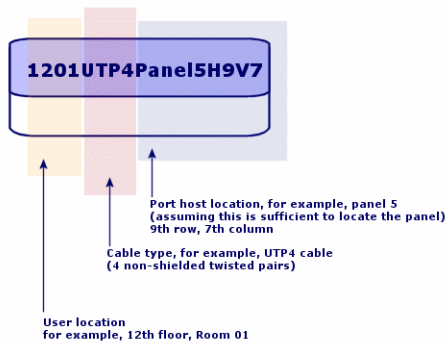 1201UTP4Panel5H9V7
Port host location, for example, panel 5
(assuming this is sufficient to locate the panel)
9th row, 7th column
Cable type, for example, UTP4 cable
(4 non-shielded twisted pairs)
User location
for example, 12th floor, Room 01